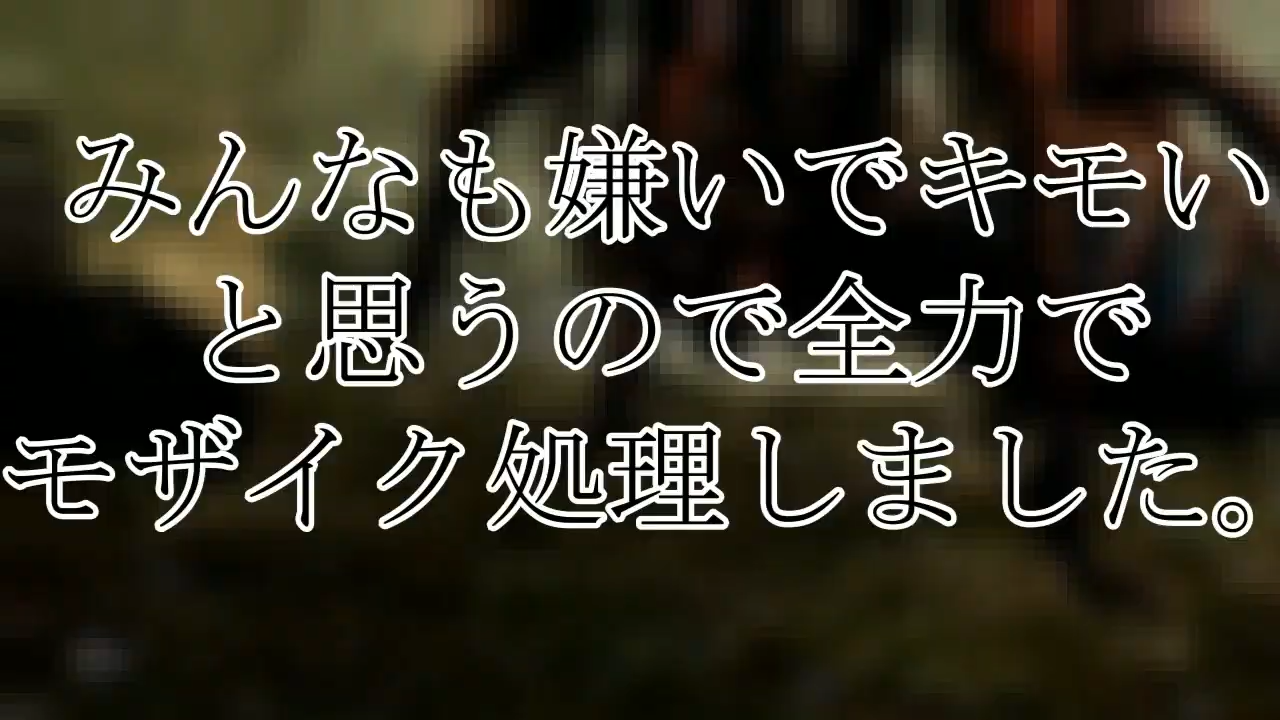 みんなも嫌いでキモい
と思うので全力で
モザイク処理しました。